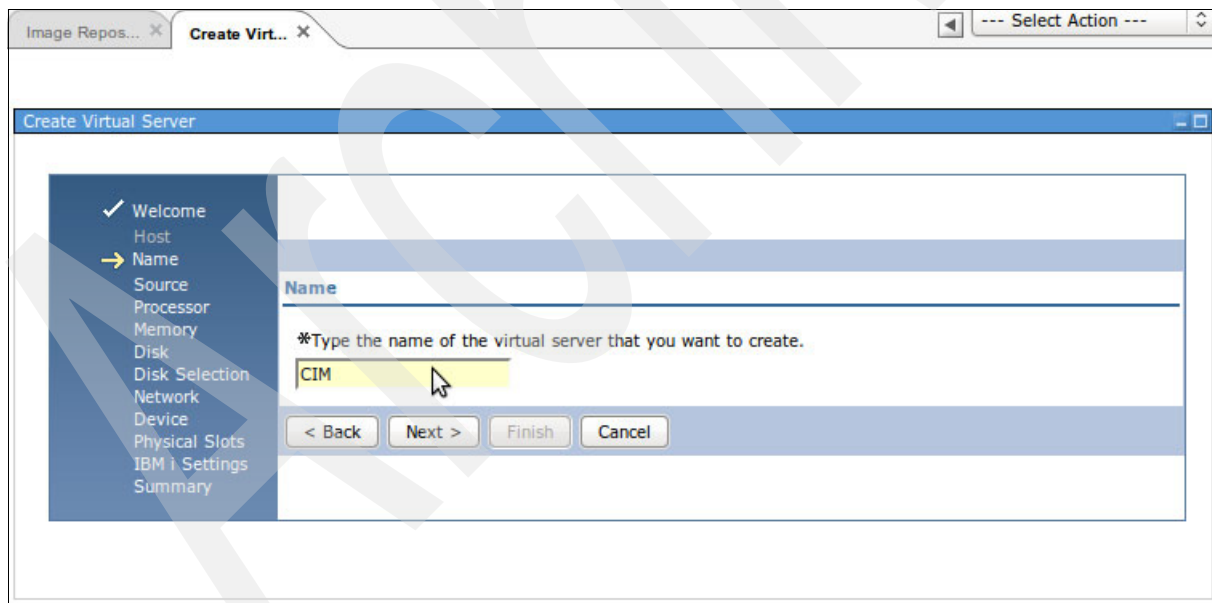 Image Repos...
Create Virt...
--- Select Action ---
Create Virtual Server
Welcome
Host
Name
Source
Processor
Memory
Disk
Disk Selection
Network
Device
Physical Slots
IBM i Settings
Summary
Name
*Type the name of the virtual server that you want to create.
CIM
< Back Next > Finish Cancel